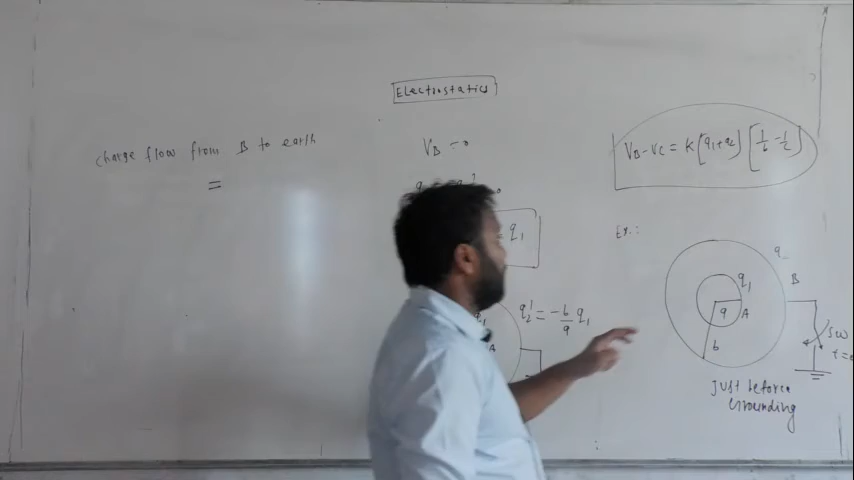 Electrostatics
charge flow from B to earth
=
V_B = 0
= q_1
V_B - V_C = K [q_1 + q_2] [1/b - 1/c]
Ex.:
q_2' = -b/a q_1
A
q_1
a
A
b
B
SW
Just before
Grounding